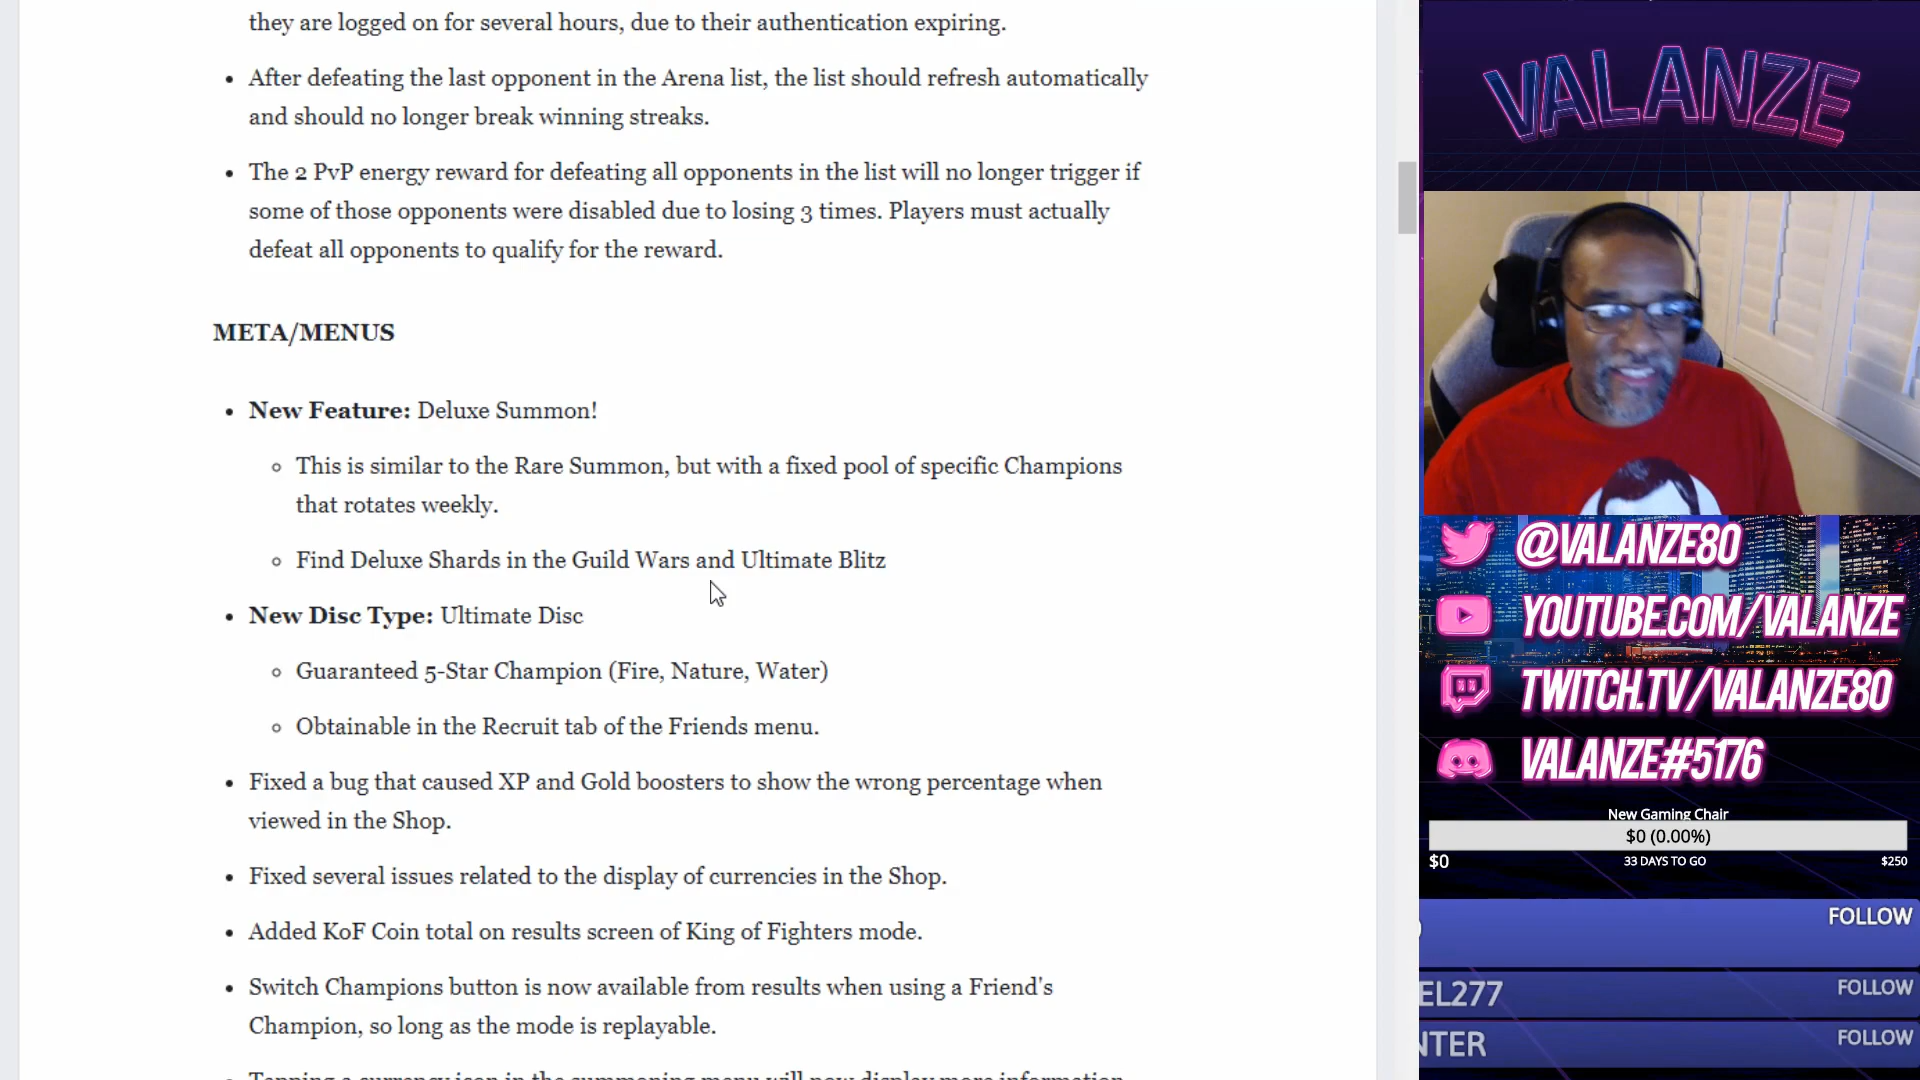 they are logged on for several hours, due to their authentication expiring.
• After defeating the last opponent in the Arena list, the list should refresh automatically
and should no longer break winning streaks.
• The 2 PvP energy reward for defeating all opponents in the list will no longer trigger if
some of those opponents were disabled due to losing 3 times. Players must actually
defeat all opponents to qualify for the reward.
META/MENUS
• New Feature: Deluxe Summon!
◦ This is similar to the Rare Summon, but with a fixed pool of specific Champions
that rotates weekly.
◦ Find Deluxe Shards in the Guild Wars and Ultimate Blitz
• New Disc Type: Ultimate Disc
◦ Guaranteed 5-Star Champion (Fire, Nature, Water)
◦ Obtainable in the Recruit tab of the Friends menu.
• Fixed a bug that caused XP and Gold boosters to show the wrong percentage when
viewed in the Shop.
• Fixed several issues related to the display of currencies in the Shop.
• Added KoF Coin total on results screen of King of Fighters mode.
• Switch Champions button is now available from results when using a Friend's
Champion, so long as the mode is replayable.
• Tapping a currency icon in the summoning menu will now display more information
VALANZE
@VALANZE80
YOUTUBE.COM/VALANZE
TWITCH.TV/VALANZE80
VALANZE#5176
New Gaming Chair
$0 (0.00%)
$0 33 DAYS TO GO $250
FOLLOW
EL277 FOLLOW
NTER FOLLOW